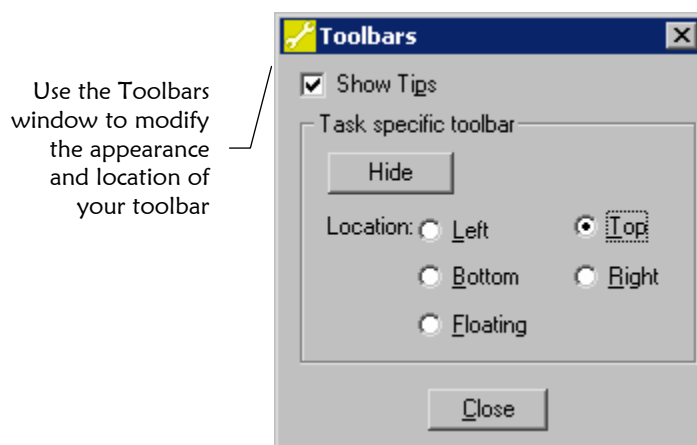 Toolbars
Use the Toolbars
window to modify
the appearance
and location of
your toolbar
Show Tips
Task specific toolbar
Hide
Location: Left Top
Bottom Right
Floating
Close